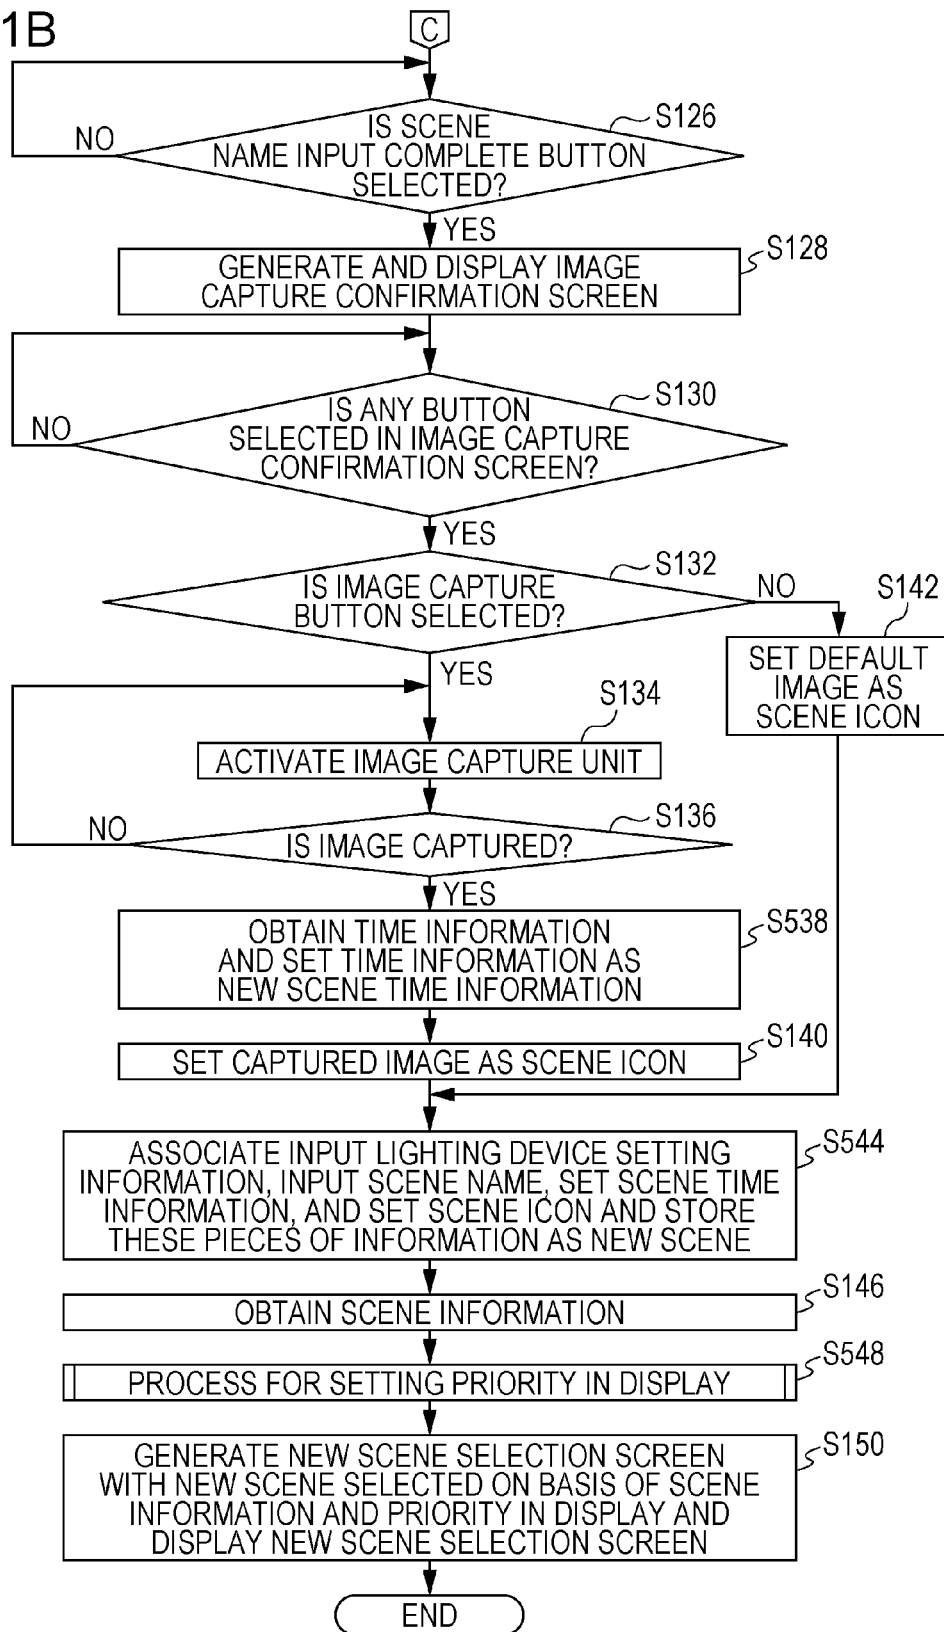 1B
C
IS SCENE
NAME INPUT COMPLETE BUTTON
SELECTED?
S126
NO
YES
GENERATE AND DISPLAY IMAGE
CAPTURE CONFIRMATION SCREEN
S128
IS ANY BUTTON
SELECTED IN IMAGE CAPTURE
CONFIRMATION SCREEN?
S130
NO
YES
IS IMAGE CAPTURE
BUTTON SELECTED?
S132
NO
S142
SET DEFAULT
IMAGE AS
SCENE ICON
YES
S134
ACTIVATE IMAGE CAPTURE UNIT
S136
NO
IS IMAGE CAPTURED?
YES
OBTAIN TIME INFORMATION
AND SET TIME INFORMATION AS
NEW SCENE TIME INFORMATION
S538
SET CAPTURED IMAGE AS SCENE ICON
S140
ASSOCIATE INPUT LIGHTING DEVICE SETTING
INFORMATION, INPUT SCENE NAME, SET SCENE TIME
INFORMATION, AND SET SCENE ICON AND STORE
THESE PIECES OF INFORMATION AS NEW SCENE
S544
OBTAIN SCENE INFORMATION
S146
PROCESS FOR SETTING PRIORITY IN DISPLAY
S548
GENERATE NEW SCENE SELECTION SCREEN
WITH NEW SCENE SELECTED ON BASIS OF SCENE
INFORMATION AND PRIORITY IN DISPLAY AND
DISPLAY NEW SCENE SELECTION SCREEN
S150
END